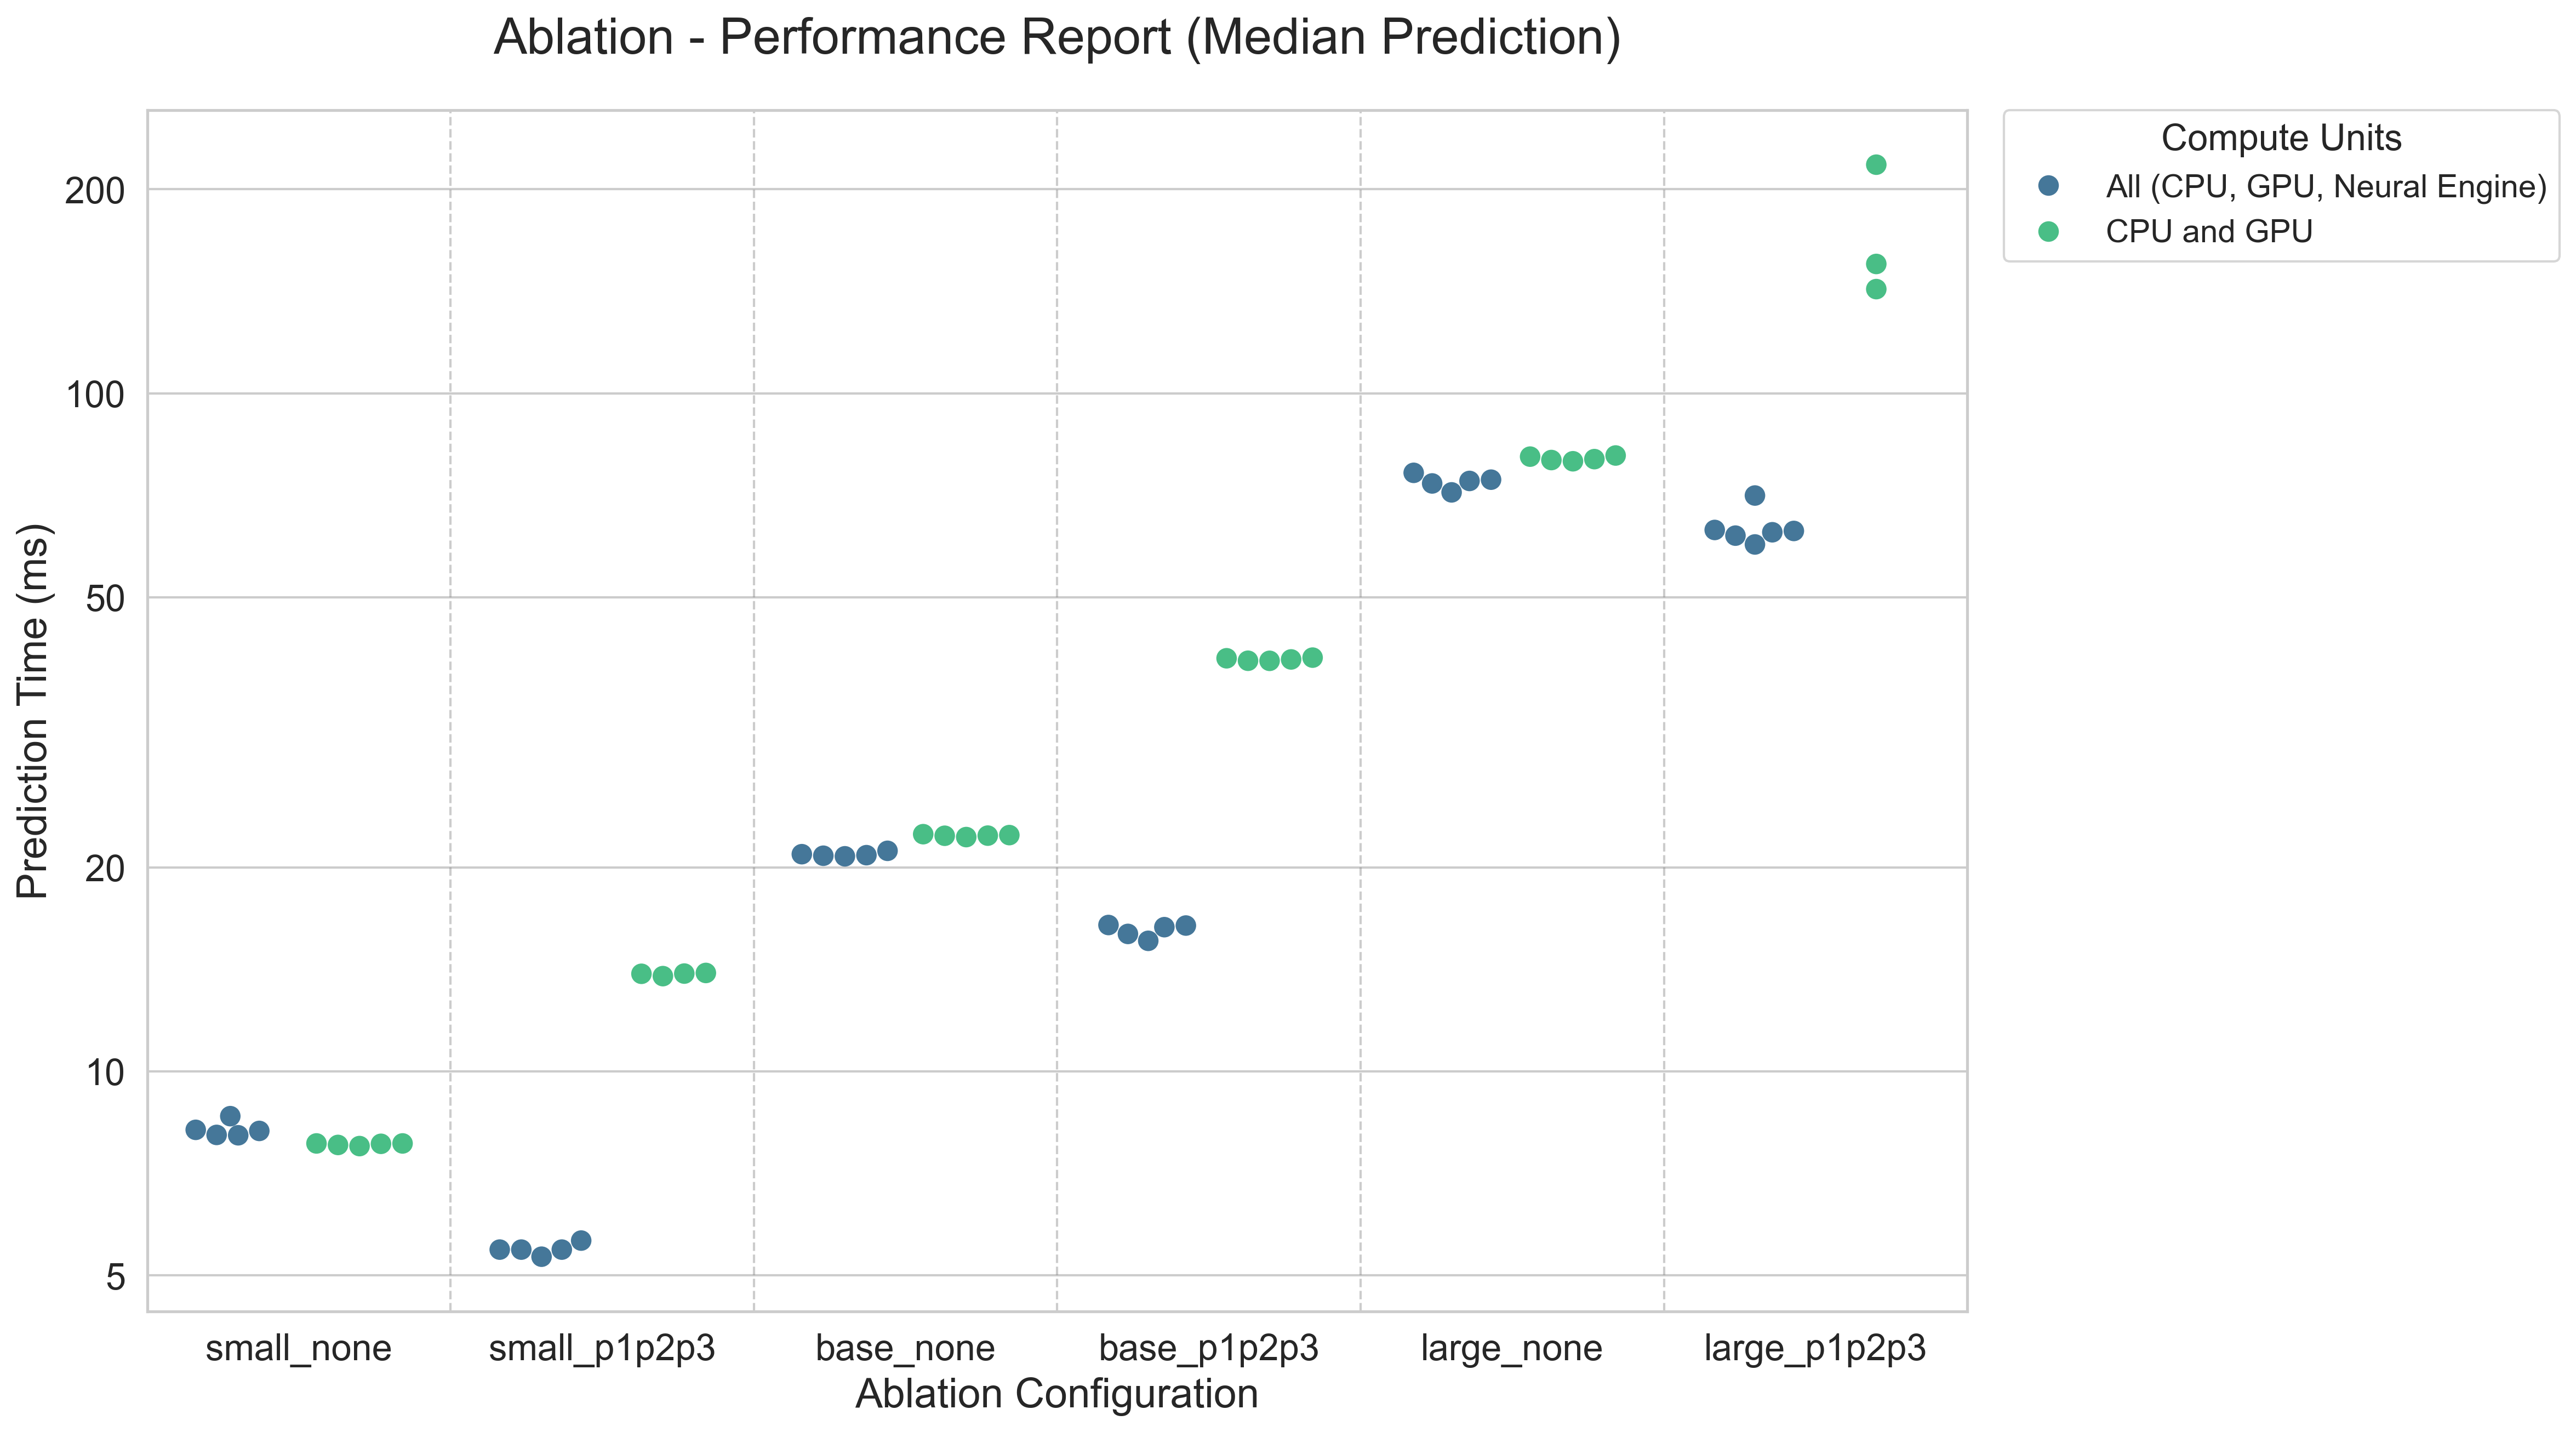 Ablation - Performance Report (Median Prediction)
Compute Units
All (CPU, GPU, Neural Engine)
CPU and GPU
Prediction Time (ms)
200
100
50
20
10
5
small_none
small_p1p2p3
base_none
base_p1p2p3
large_none
large_p1p2p3
Ablation Configuration